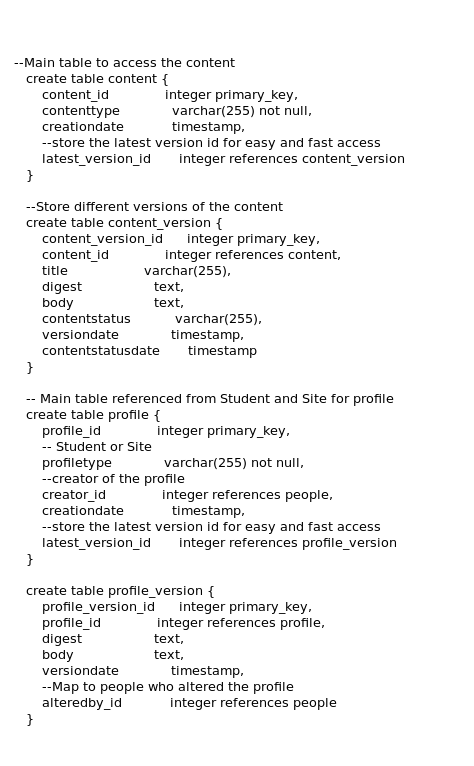 --Main table to access the content
create table content {
content_id integer primary_key,
contenttype varchar(255) not null,
creationdate timestamp,
--store the latest version id for easy and fast access
latest_version_id integer references content_version
}
--Store different versions of the content
create table content_version {
content_version_id integer primary_key,
content_id integer references content,
title varchar(255),
digest text,
body text,
contentstatus varchar(255),
versiondate timestamp,
contentstatusdate timestamp
}
-- Main table referenced from Student and Site for profile
create table profile {
profile_id integer primary_key,
-- Student or Site
profiletype varchar(255) not null,
--creator of the profile
creator_id integer references people,
creationdate timestamp,
--store the latest version id for easy and fast access
latest_version_id integer references profile_version
}
create table profile_version {
profile_version_id integer primary_key,
profile_id integer references profile,
digest text,
body text,
versiondate timestamp,
--Map to people who altered the profile
alteredby_id integer references people
}